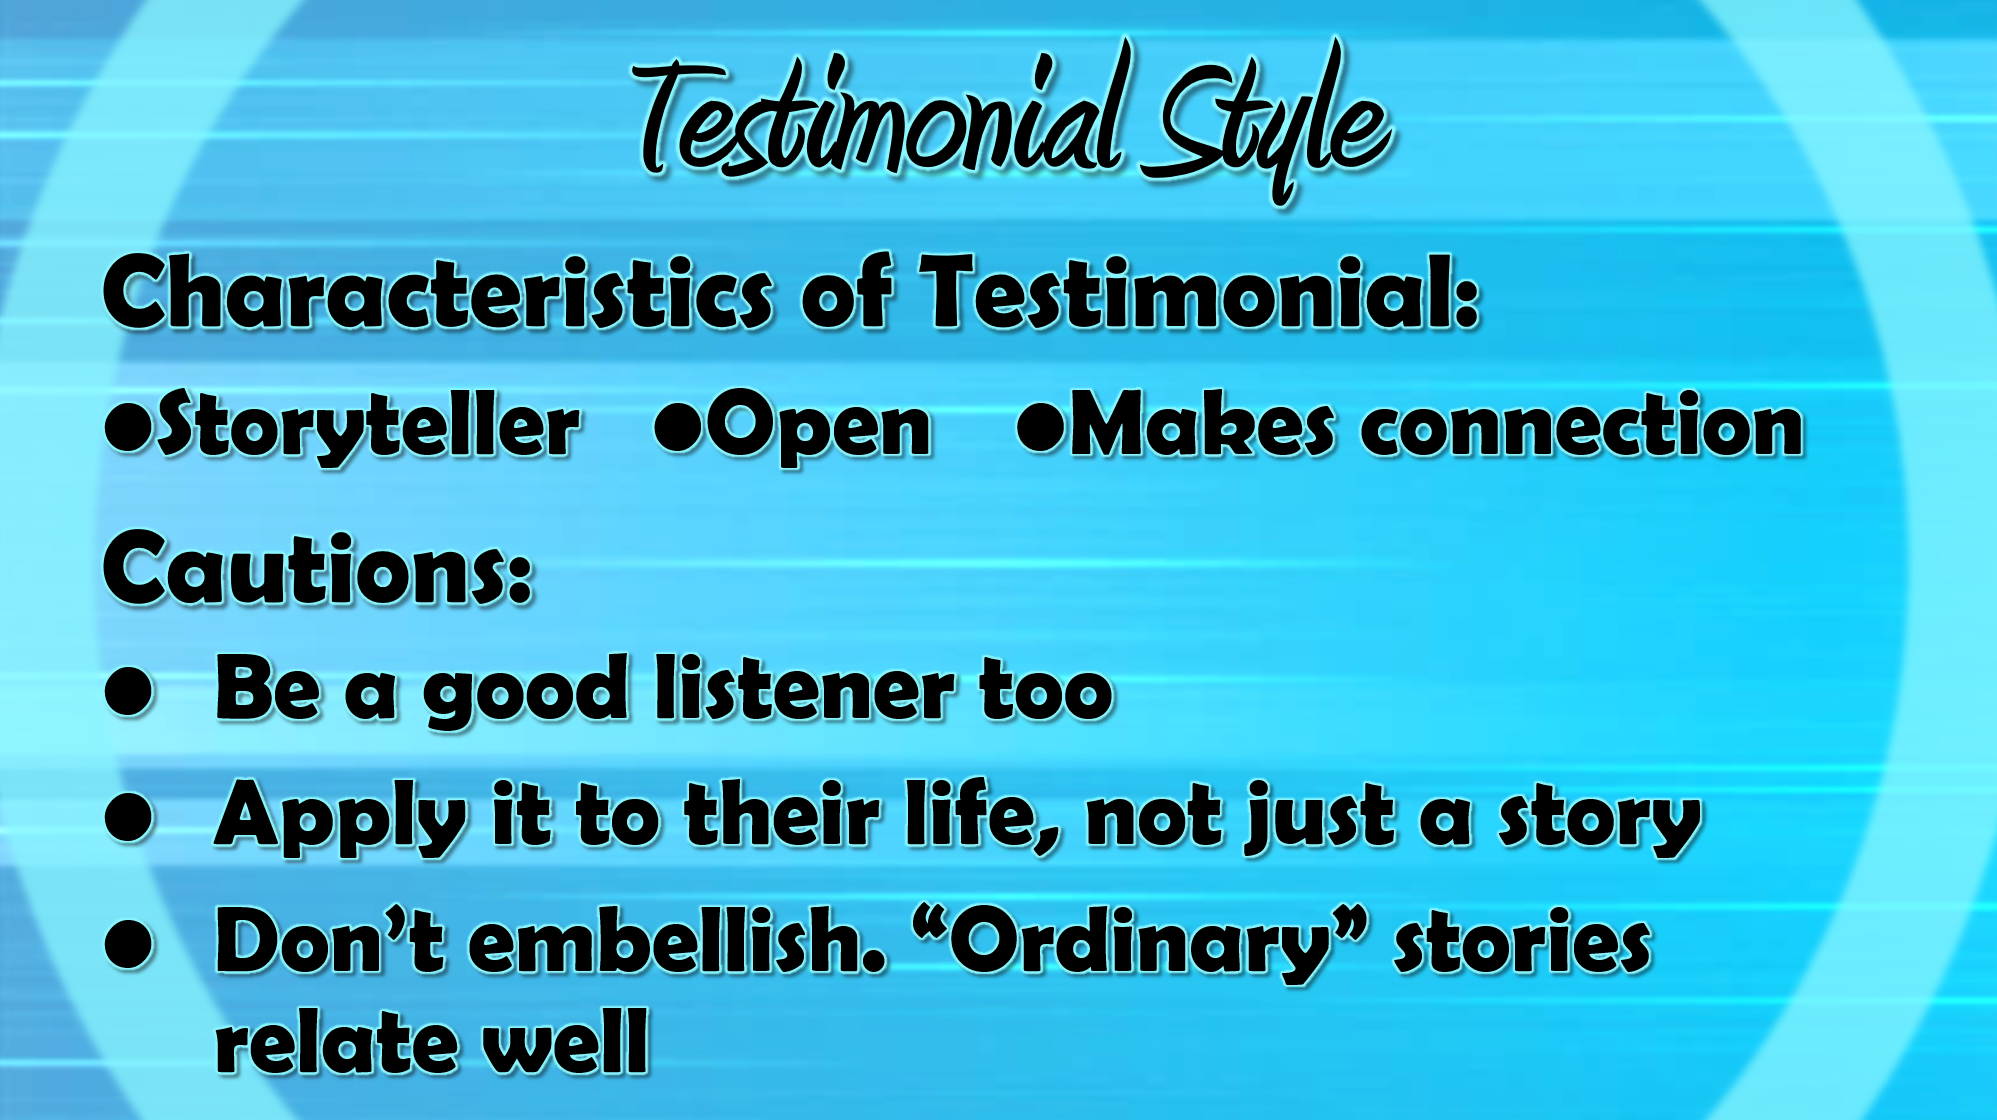 Testimonial Style
Characteristics of Testimonial:
●Storyteller ●Open ●Makes connection
Cautions:
● Be a good listener too
● Apply it to their life, not just a story
● Don’t embellish. “Ordinary” stories
relate well